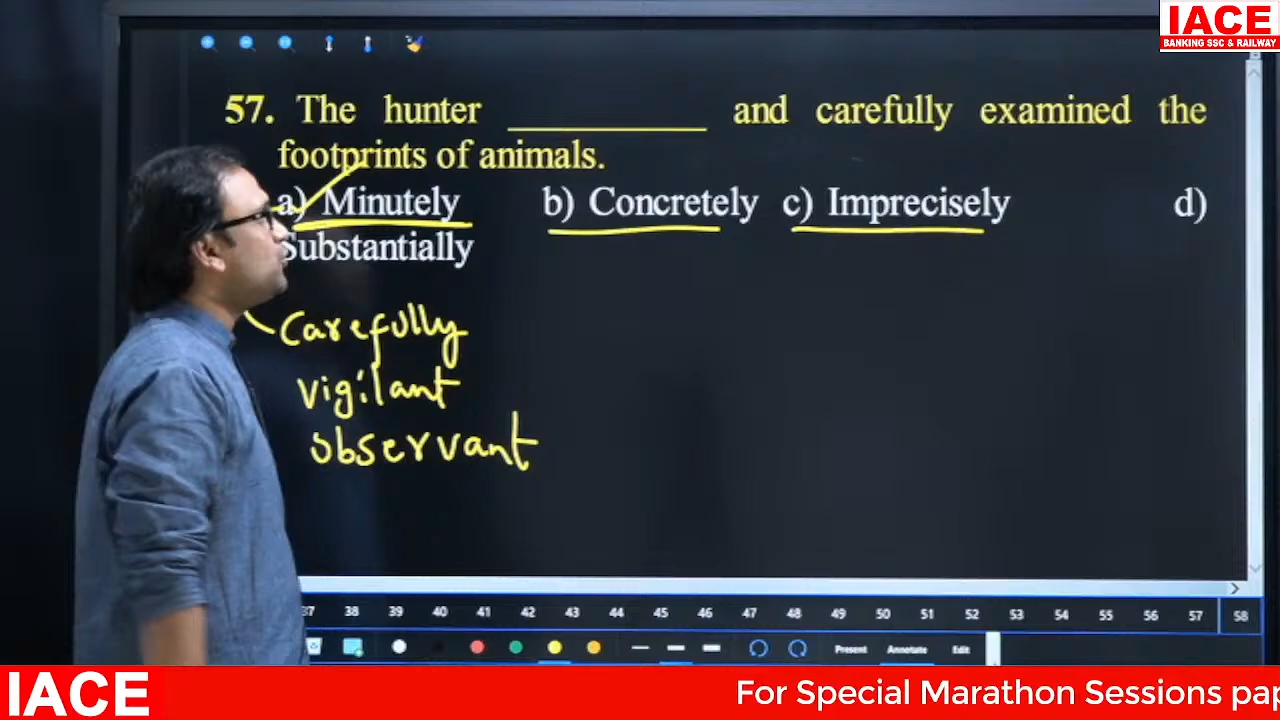 IACE
BANKING SSC & RAILWAY
57. The hunter ____________ and carefully examined the
footprints of animals.
a) Minutely b) Concretely c) Imprecisely d)
Substantially
Carefully
vigilant
observant
37 38 39 40 41 42 43 44 45 46 47 48 49 50 51 52 53 54 55 56 57 58
Present Annotate Edit
IACE For Special Marathon Sessions pap